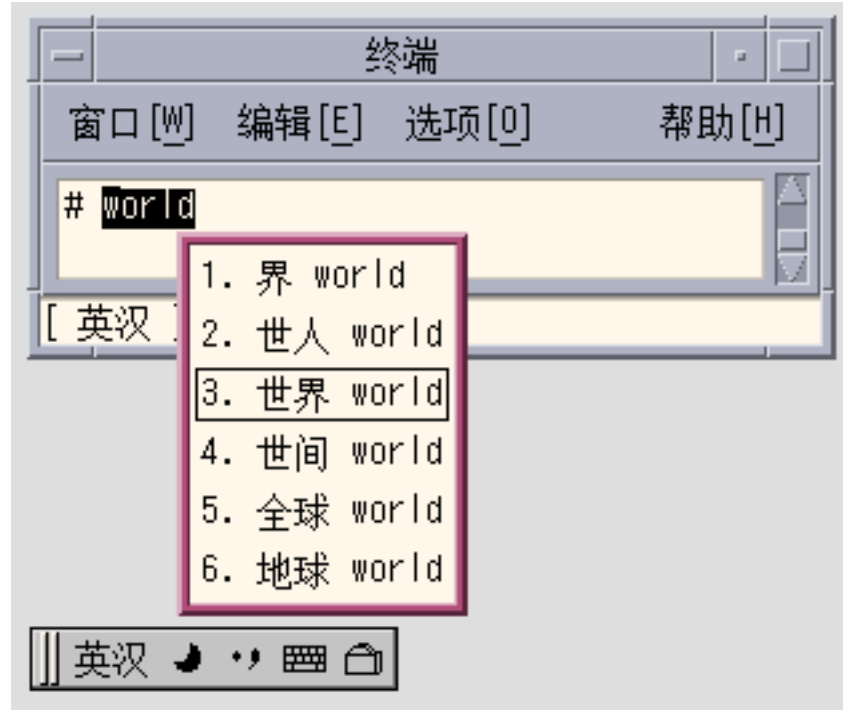 终端
窗口[W] 编辑[E] 选项[O] 帮助[H]
# world
1. 界 world
2. 世人 world
3. 世界 world
4. 世间 world
5. 全球 world
6. 地球 world
[ 英汉 ]
英汉